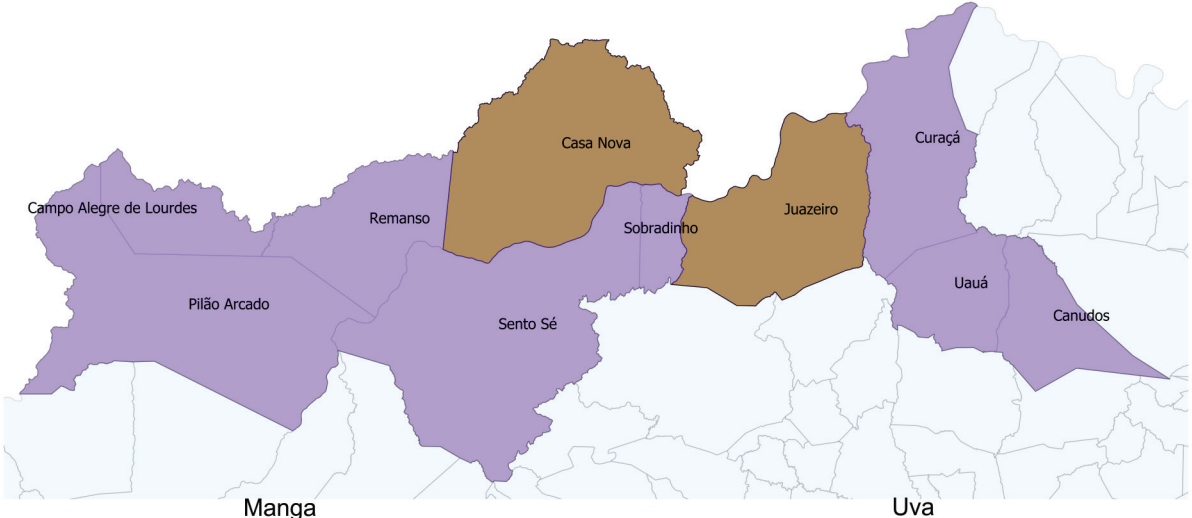 Casa Nova
Curaçá
Campo Alegre de Lourdes
Remanso
Juazeiro
Sobradinho
Uauá
Pilão Arcado
Canudos
Sento Sé
Manga
Uva